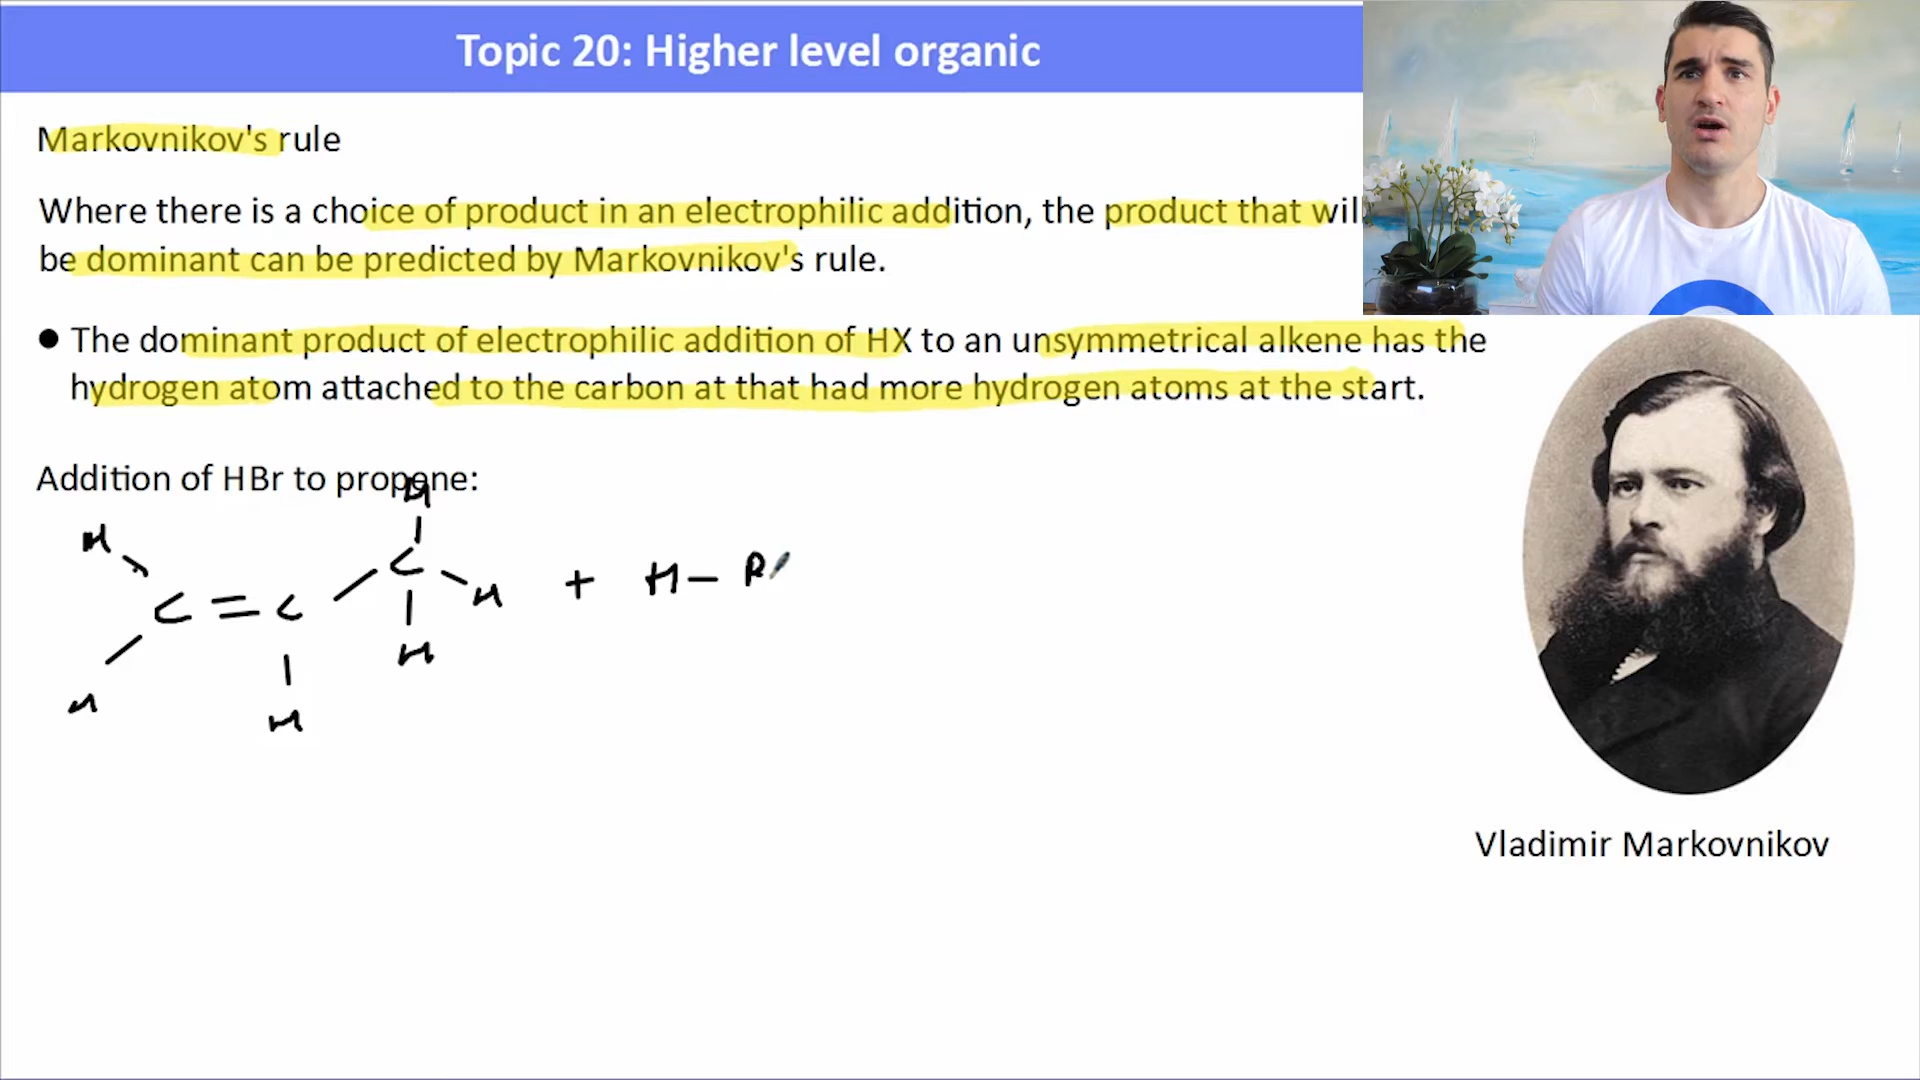 Topic 20: Higher level organic
Markovnikov's rule
Where there is a choice of product in an electrophilic addition, the product that will
be dominant can be predicted by Markovnikov's rule.
● The dominant product of electrophilic addition of HX to an unsymmetrical alkene has the
hydrogen atom attached to the carbon at that had more hydrogen atoms at the start.
Addition of HBr to propene:
H
H
C = C C H + H–
H H H
Vladimir Markovnikov